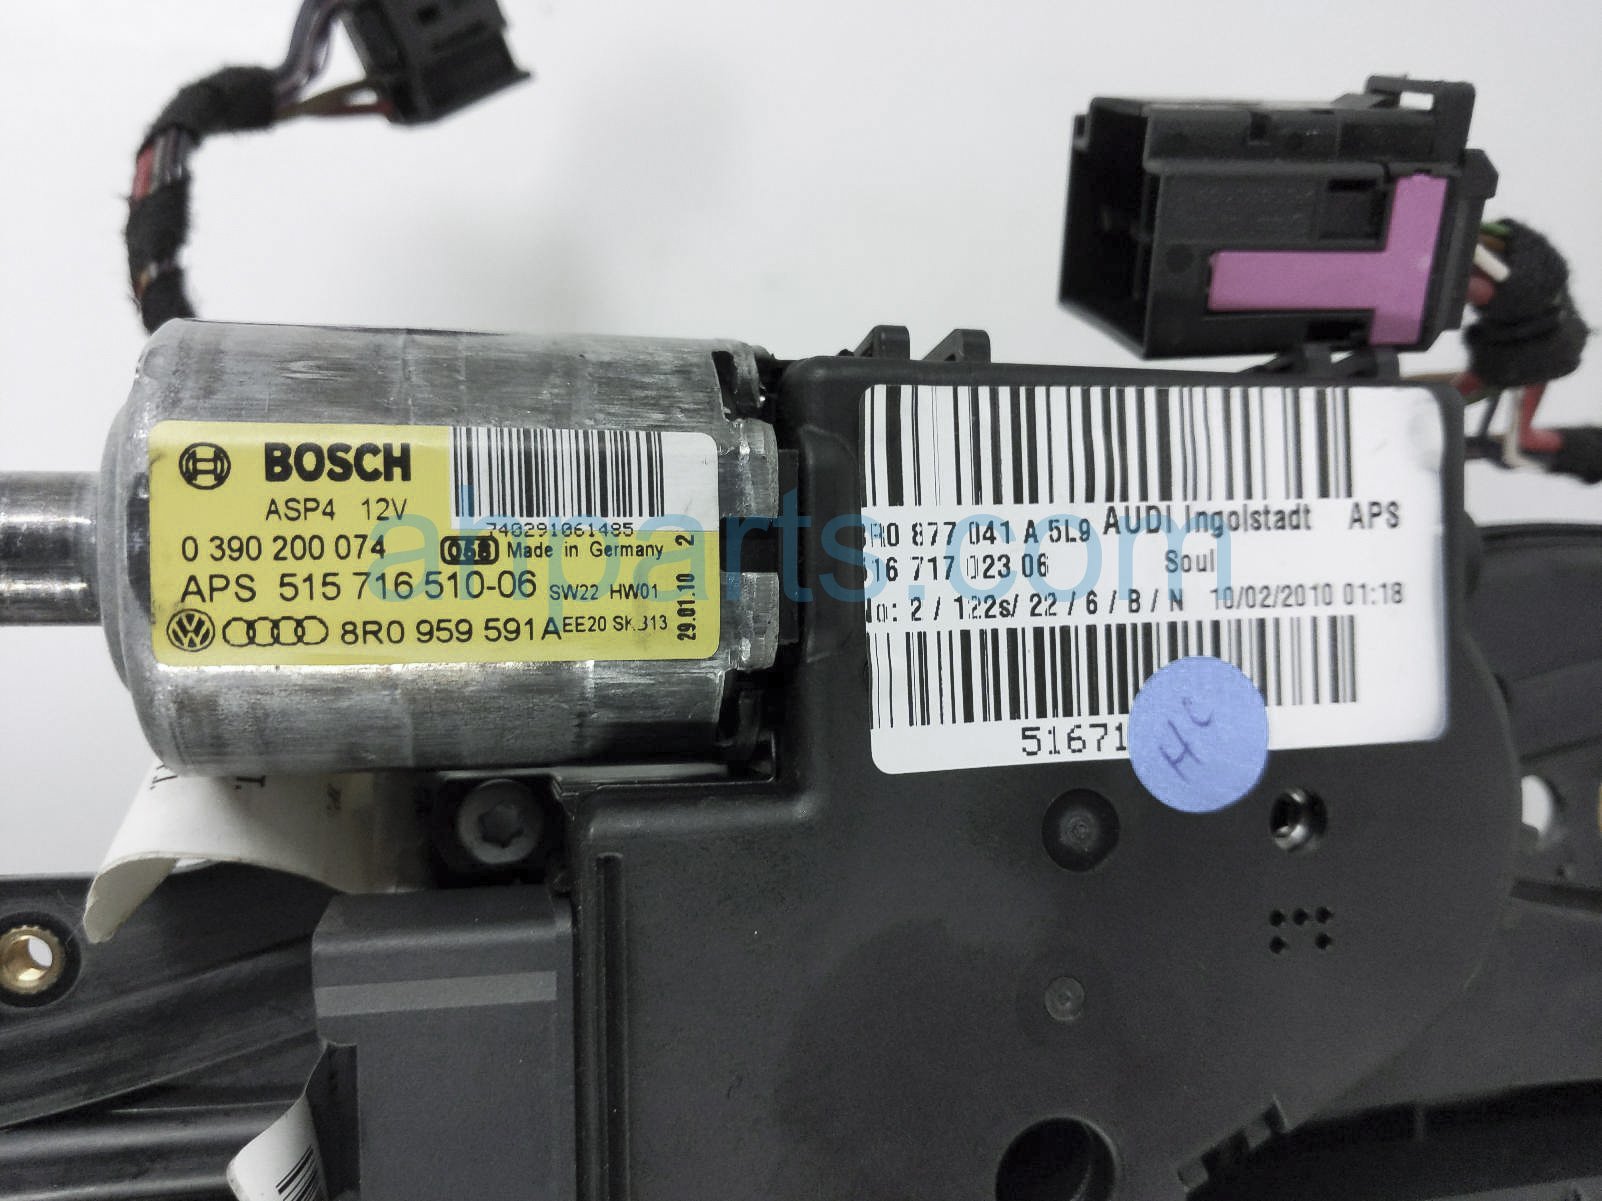 BOSCH
ASP4 12V
740291061485
0 390 200 074 Made in Germany 2
APS 515 716 510-06 SW22 HW01
8R0 959 591A EE20
29.01.10
8R0 877 041 A 5L9 AUDI Ingolstadt APS
516 717 023 06 Soul
No: 2 / 122s/ 22 / 6 / B / N 10/02/2010 01:18
51671
HC
ahparts.com